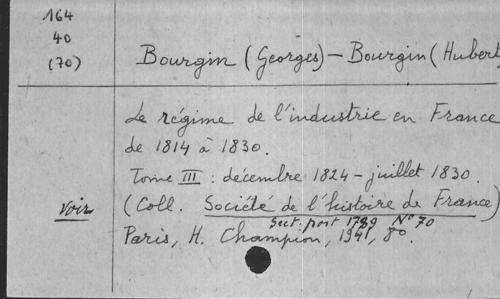 164
40
(70)
Bourgin (Georges) – Bourgin (Hubert
Le régime de l'industrie en France
de 1814 à 1830.
Tome III : décembre 1824 – juillet 1830.
voir
(Coll. Société de l'histoire de France)
Sect. post 1789 N° 70
Paris, H. Champion, 1941, 8°.